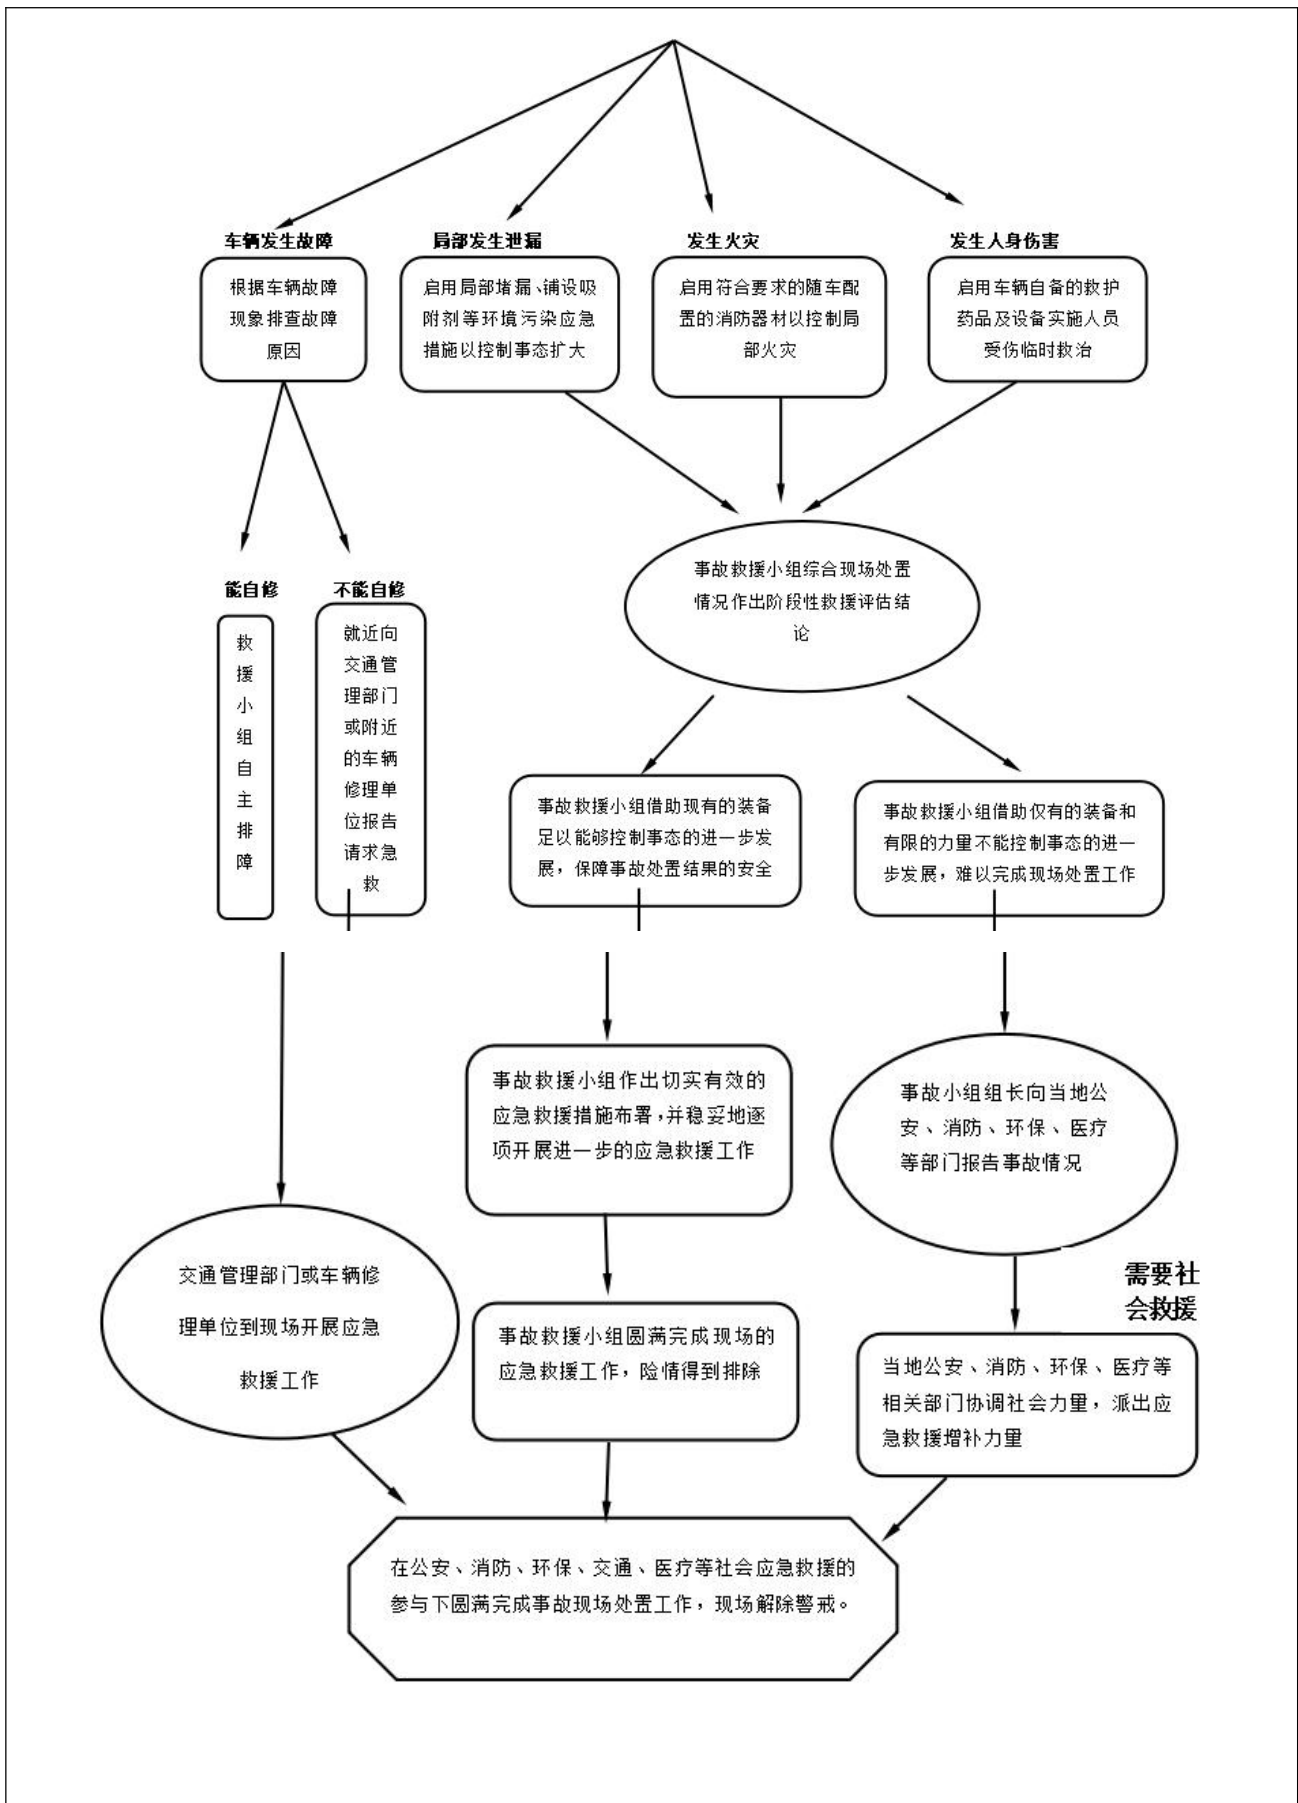 车辆发生故障
局部发生泄漏
发生火灾
发生人身伤害
根据车辆故障
现象排查故障
原因
启用局部堵漏、铺设吸
附剂等环境污染应急
措施以控制事态扩大
启用符合要求的随车配
置的消防器材以控制局
部火灾
启用车辆自备的救护
药品及设备实施人员
受伤临时救治
事故救援小组综合现场处置
情况作出阶段性救援评估结
论
能自修
不能自修
救
援
小
组
自
主
排
障
就近向
交通管
理部门
或附近
的车辆
修理单
位报告
请求急
救
事故救援小组借助现有的装备
足以能够控制事态的进一步发
展，保障事故处置结果的安全
事故救援小组借助仅有的装备和
有限的力量不能控制事态的进一
步发展，难以完成现场处置工作
事故救援小组作出切实有效的
应急救援措施布署，并稳妥地逐
项开展进一步的应急救援工作
事故小组组长向当地公
安、消防、环保、医疗
等部门报告事故情况
交通管理部门或车辆修
理单位到现场开展应急
救援工作
需要社
会救援
事故救援小组圆满完成现场的
应急救援工作，险情得到排除
当地公安、消防、环保、医疗等
相关部门协调社会力量，派出应
急救援增补力量
在公安、消防、环保、交通、医疗等社会应急救援的
参与下圆满完成事故现场处置工作，现场解除警戒。